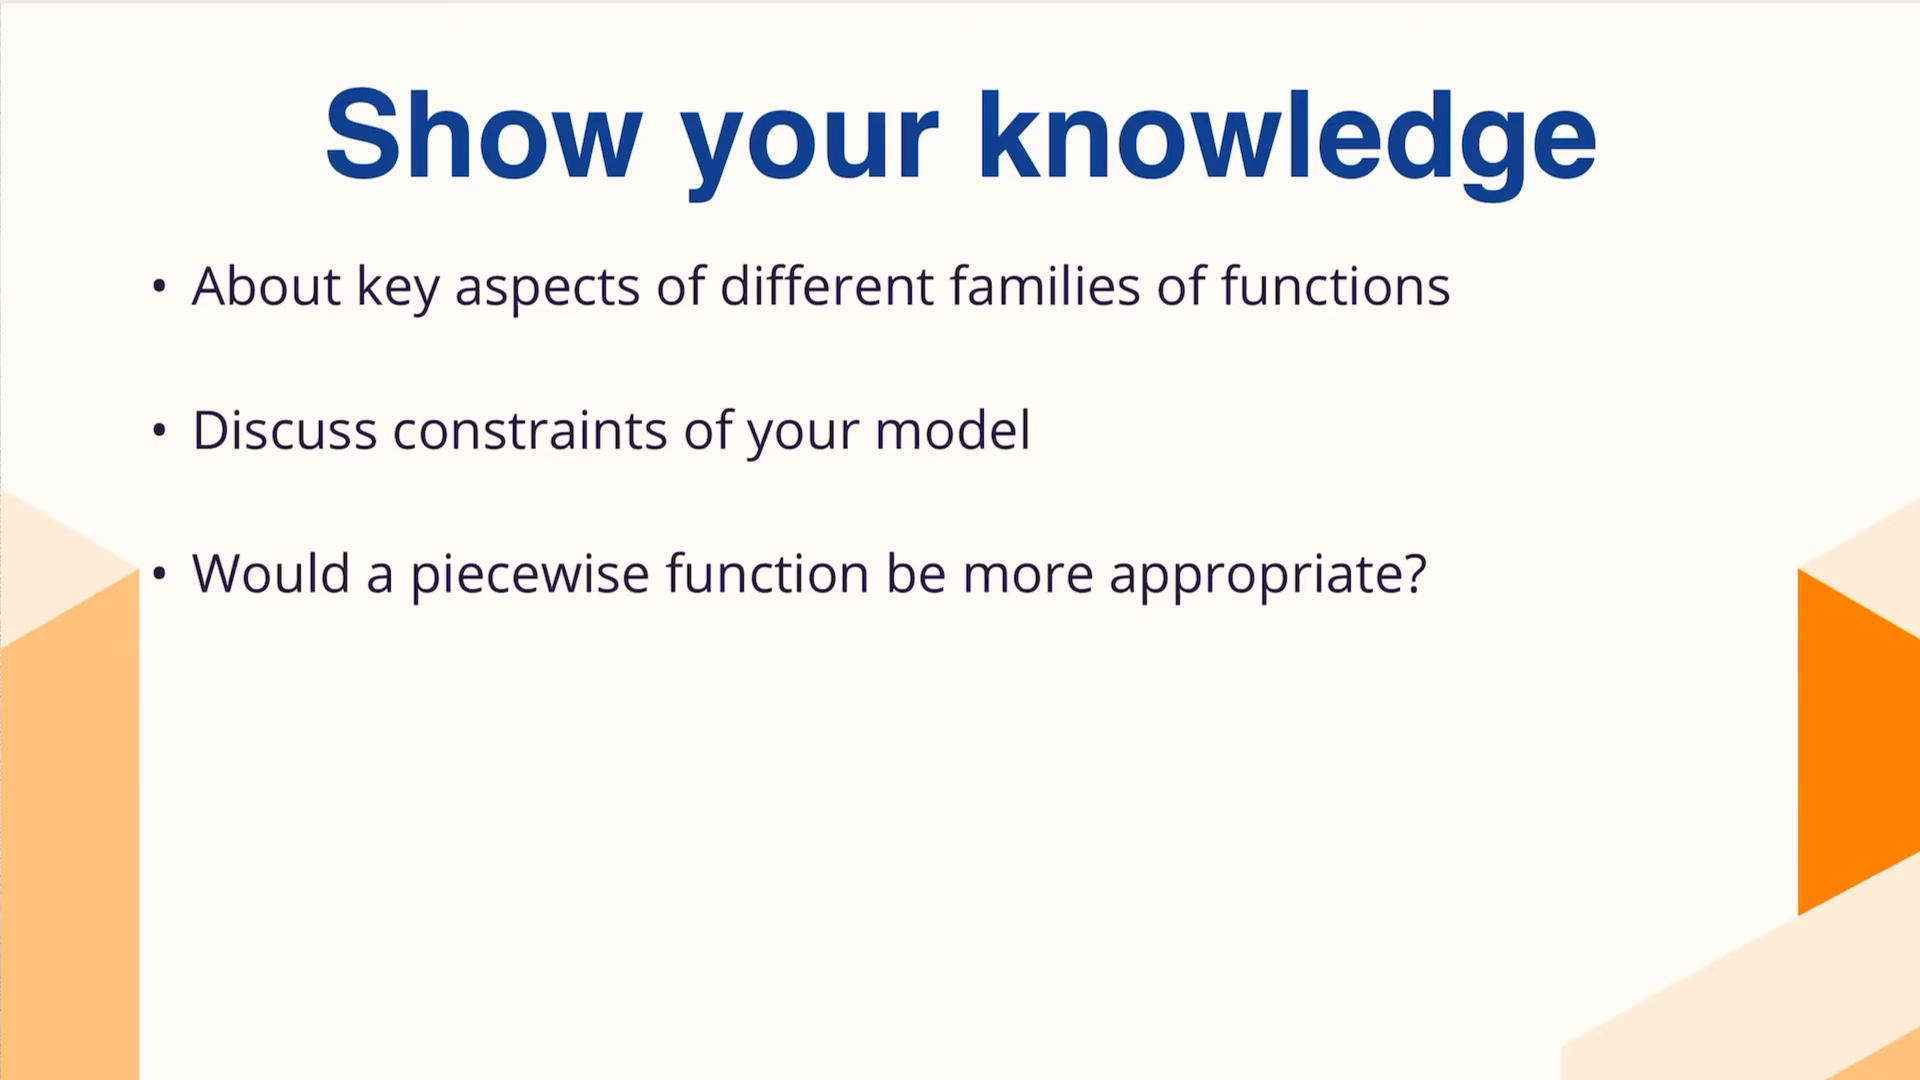 Show your knowledge
• About key aspects of different families of functions
• Discuss constraints of your model
• Would a piecewise function be more appropriate?